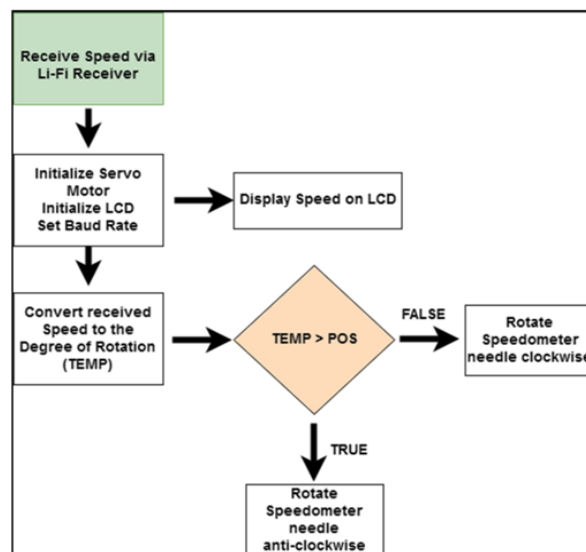 Receive Speed via
Li-Fi Receiver
Initialize Servo
Motor
Initialize LCD
Set Baud Rate
Display Speed on LCD
Convert received
Speed to the
Degree of Rotation
(TEMP)
TEMP > POS
FALSE
Rotate
Speedometer
needle clockwise
TRUE
Rotate
Speedometer
needle
anti-clockwise